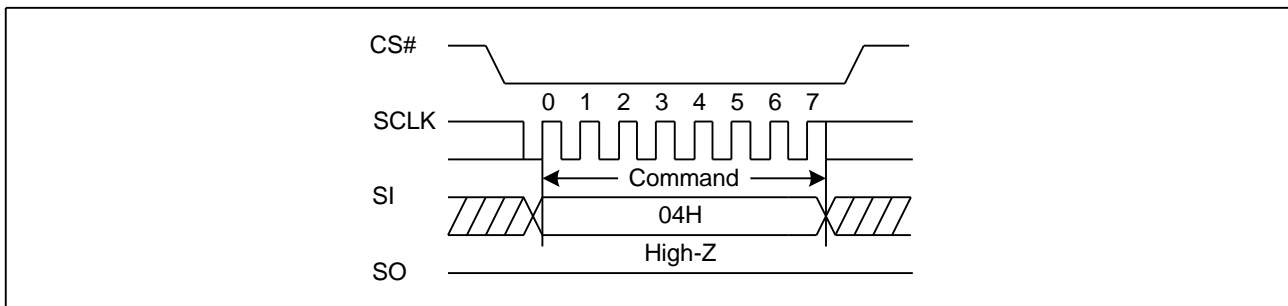 CS#
0 1 2 3 4 5 6 7
SCLK
Command
SI
04H
High-Z
SO